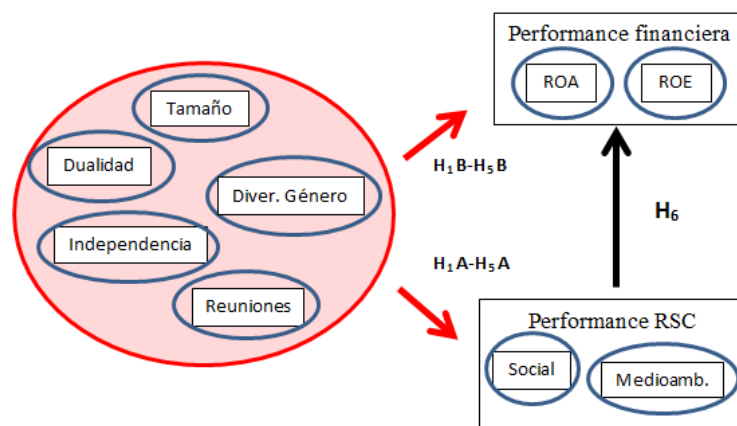 Tamaño
Dualidad
Diver. Género
Independencia
Reuniones
H₁B-H₅B
H₁A-H₅A
Performance financiera
ROA
ROE
H₆
Performance RSC
Social
Medioamb.